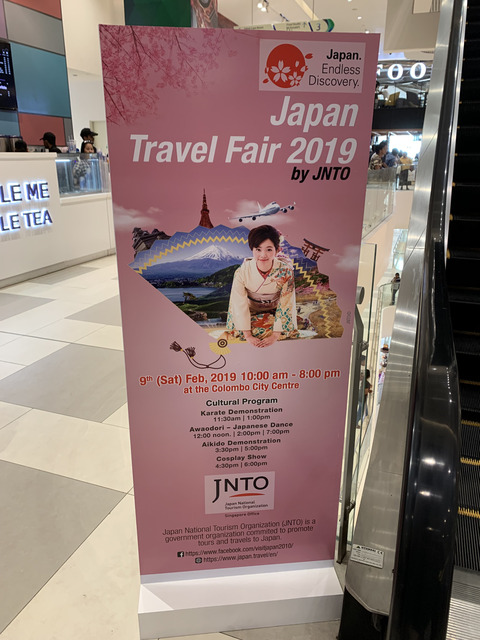 Japan.
Endless
Discovery.
Japan
Travel Fair 2019
by JNTO
9th (Sat) Feb, 2019 10:00 am - 8:00 pm
at the Colombo City Centre
Cultural Program
Karate Demonstration
11:30am | 1:00pm
Awaodori – Japanese Dance
12:00 noon. | 2:00pm | 7:00pm
Aikido Demonstration
3:30pm | 5:00pm
Cosplay Show
4:30pm | 6:00pm
JNTO
Japan National
Tourism Organization
Singapore Office
Japan National Tourism Organization (JNTO) is a
government organization commited to promote
tours and travels to Japan.
https://www.facebook.com/visitjapan2010/
https://www.japan.travel/en/
LE ME
LE TEA